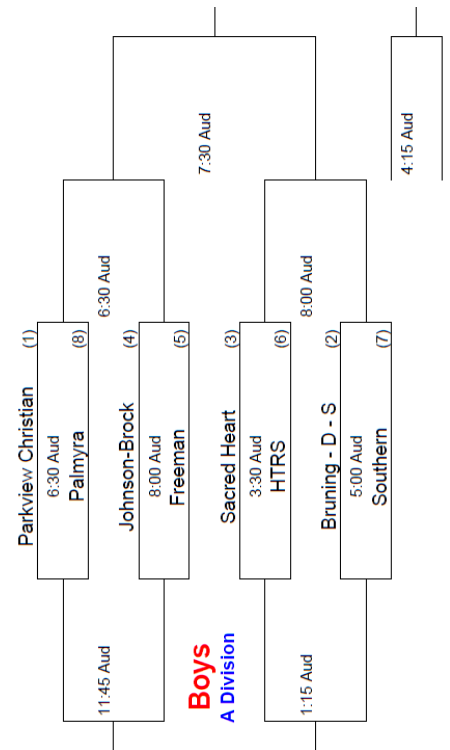 Parkview Christian (1)
6:30 Aud
Palmyra (8)
6:30 Aud
Johnson-Brock (4)
8:00 Aud
Freeman (5)
11:45 Aud
7:30 Aud
Boys
A Division
Sacred Heart (3)
3:30 Aud
HTRS (6)
8:00 Aud
Bruning - D - S (2)
5:00 Aud
Southern (7)
1:15 Aud
4:15 Aud